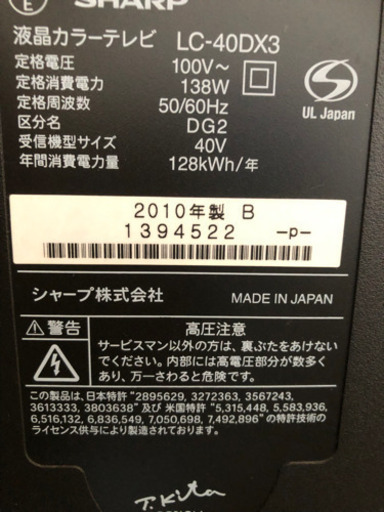 E SHARP
液晶カラーテレビ LC-40DX3
定格電圧 100V～
定格消費電力 138W
定格周波数 50/60Hz
区分名 DG2
受信機型サイズ 40V
年間消費電力量 128kWh/年
UL Japan
2010年製 B
1394522 -p-
シャープ株式会社 MADE IN JAPAN
警告 高圧注意
サービスマン以外の方は、裏ぶたをあけない
でください。内部には高電圧部分が数多く
あり、万一さわると危険です。
この製品は、日本特許 "2895629, 3272363, 3567243,
3613333, 3803638" 及び 米国特許 "5,315,448, 5,583,936,
6,516,132, 6,836,549, 7,050,698, 7,492,896" の特許技術の
ライセンス供与により製造されています。
T. Kita